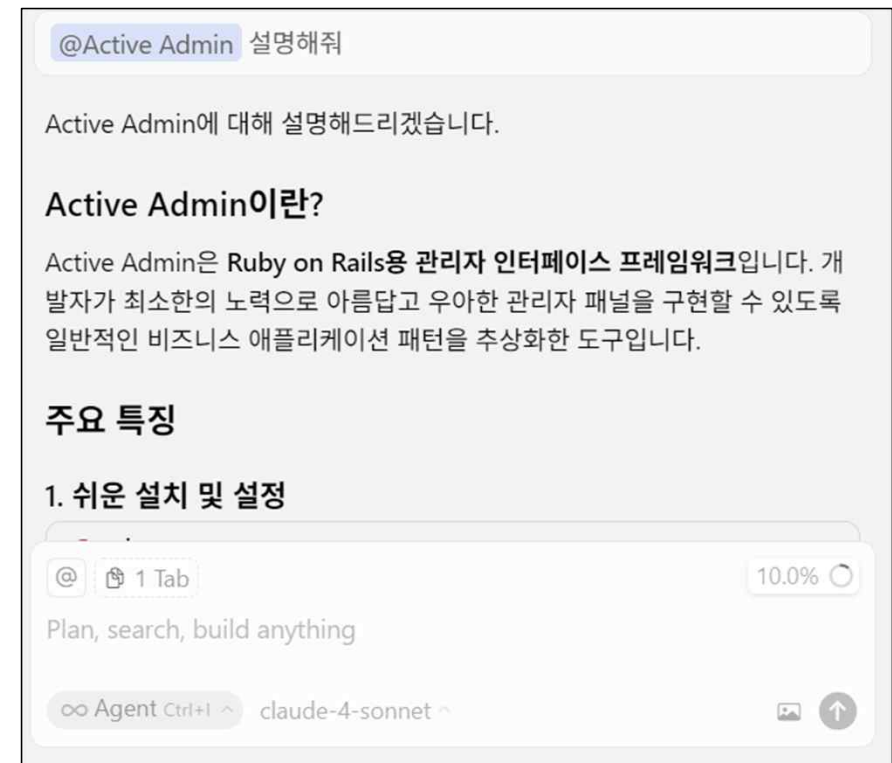 @Active Admin 설명해줘
Active Admin에 대해 설명해드리겠습니다.
Active Admin이란?
Active Admin은 Ruby on Rails용 관리자 인터페이스 프레임워크입니다. 개
발자가 최소한의 노력으로 아름답고 우아한 관리자 패널을 구현할 수 있도록
일반적인 비즈니스 애플리케이션 패턴을 추상화한 도구입니다.
주요 특징
1. 쉬운 설치 및 설정
@ 1 Tab 10.0%
Plan, search, build anything
∞ Agent Ctrl+I ^ claude-4-sonnet ^